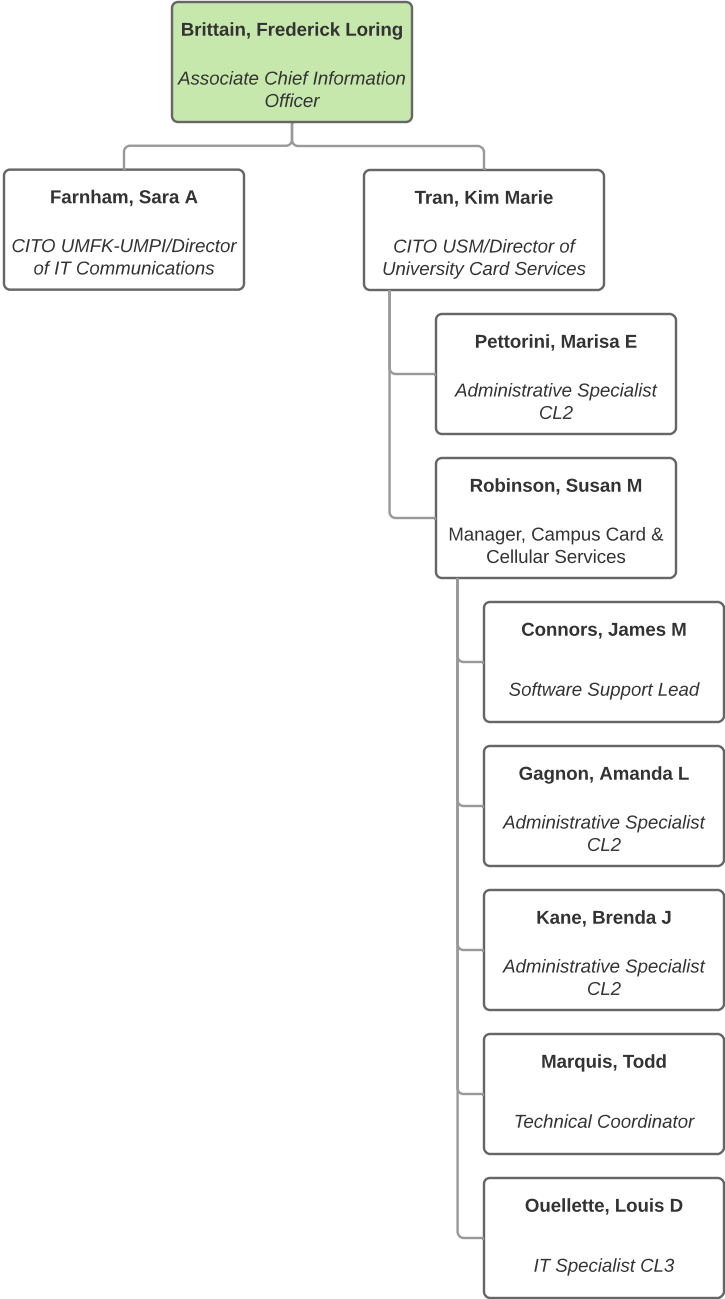 Brittain, Frederick Loring
Associate Chief Information
Officer
Farnham, Sara A
CITO UMFK-UMPI/Director
of IT Communications
Tran, Kim Marie
CITO USM/Director of
University Card Services
Pettorini, Marisa E
Administrative Specialist
CL2
Robinson, Susan M
Manager, Campus Card &
Cellular Services
Connors, James M
Software Support Lead
Gagnon, Amanda L
Administrative Specialist
CL2
Kane, Brenda J
Administrative Specialist
CL2
Marquis, Todd
Technical Coordinator
Ouellette, Louis D
IT Specialist CL3